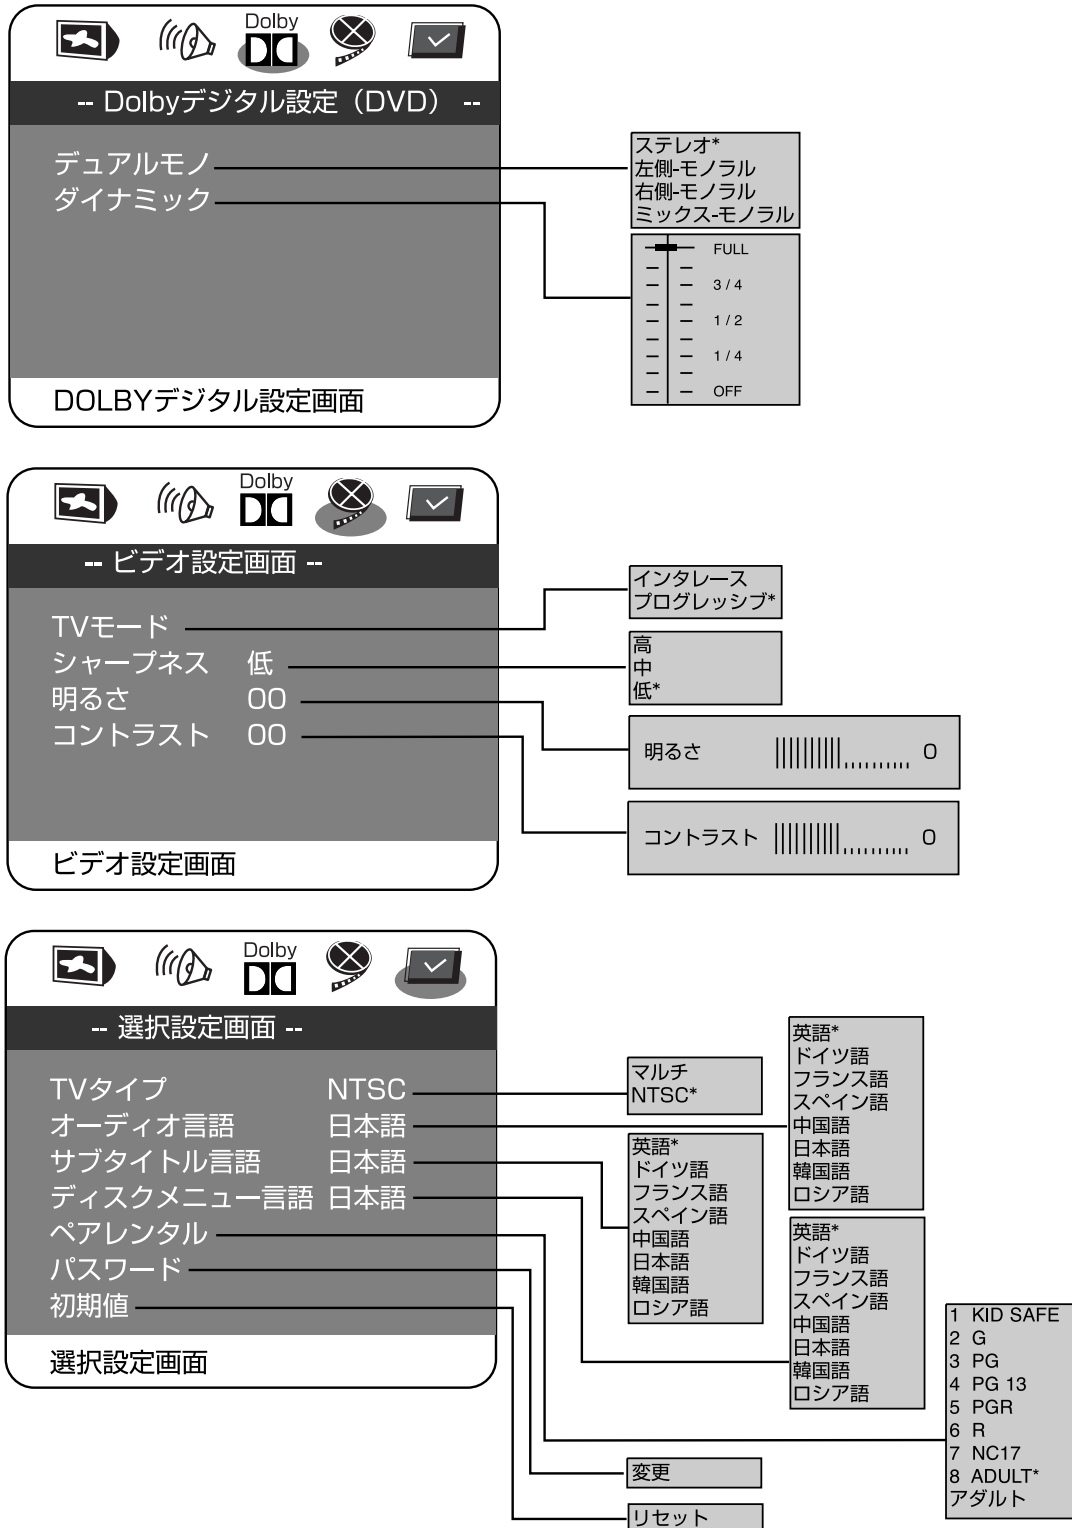 Dolby
-- Dolbyデジタル設定（DVD） --
デュアルモノ
ダイナミック
DOLBYデジタル設定画面
ステレオ*
左側-モノラル
右側-モノラル
ミックス-モノラル
FULL
3 / 4
1 / 2
1 / 4
OFF
Dolby
-- ビデオ設定画面 --
TVモード
シャープネス 低
明るさ 00
コントラスト 00
ビデオ設定画面
インタレース
プログレッシブ*
高
中
低*
明るさ 0
コントラスト 0
Dolby
-- 選択設定画面 --
TVタイプ NTSC
オーディオ言語 日本語
サブタイトル言語 日本語
ディスクメニュー言語 日本語
ペアレンタル
パスワード
初期値
選択設定画面
マルチ
NTSC*
英語*
ドイツ語
フランス語
スペイン語
中国語
日本語
韓国語
ロシア語
英語*
ドイツ語
フランス語
スペイン語
中国語
日本語
韓国語
ロシア語
英語*
ドイツ語
フランス語
スペイン語
中国語
日本語
韓国語
ロシア語
1 KID SAFE
2 G
3 PG
4 PG 13
5 PGR
6 R
7 NC17
8 ADULT*
アダルト
変更
リセット